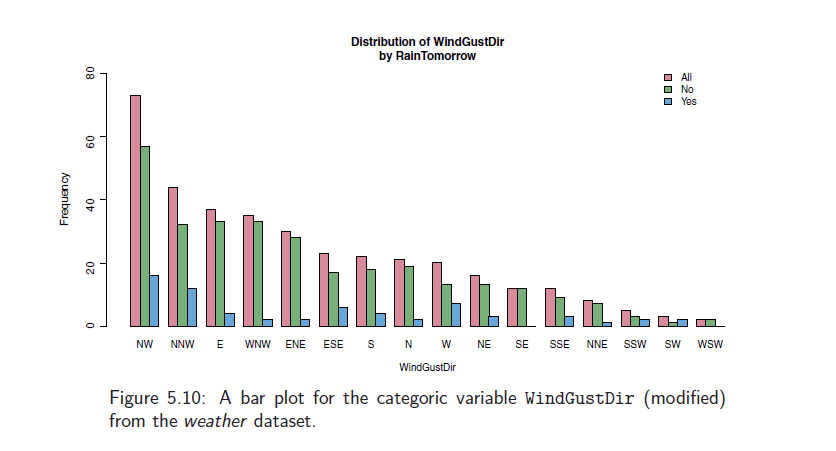 Distribution of WindGustDir
by RainTomorrow
All
No
Yes
80
60
40
20
0
Frequency
NW NNW E WNW ENE ESE S N W NE SE SSE NNE SSW SW WSW
WindGustDir
Figure 5.10: A bar plot for the categoric variable WindGustDir (modified)
from the weather dataset.